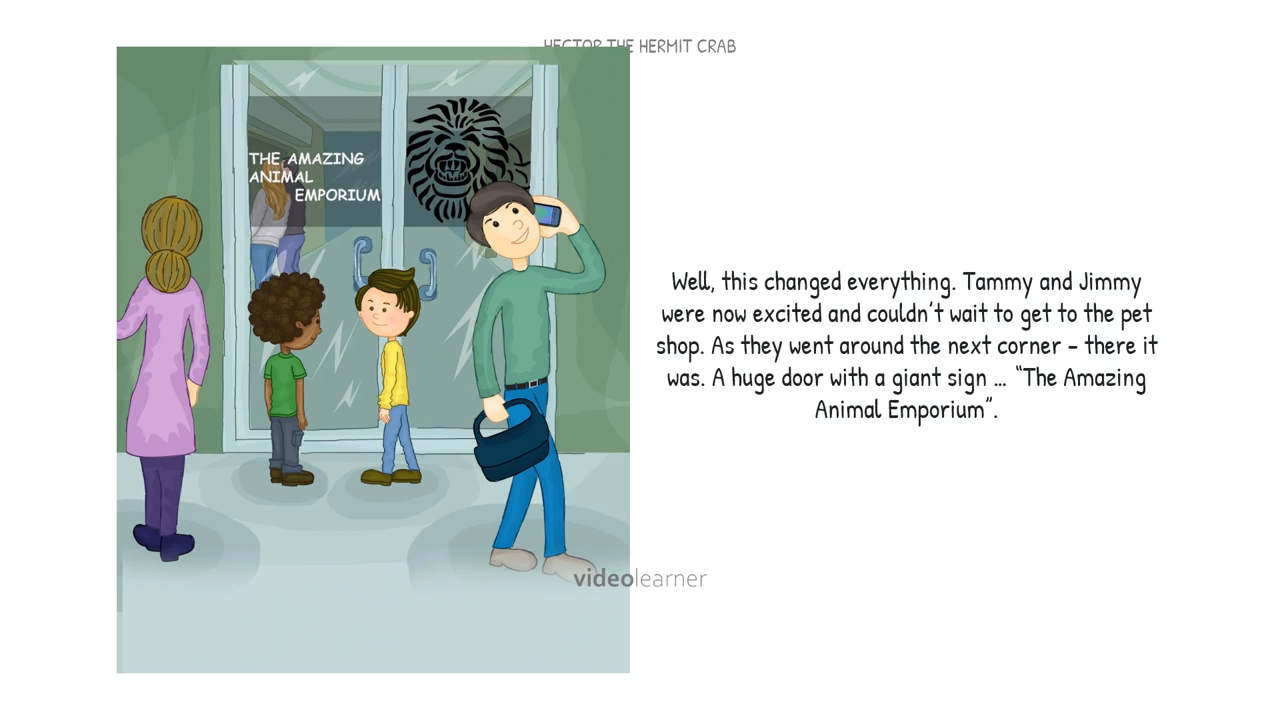 HECTOR THE HERMIT CRAB
THE AMAZING
ANIMAL
EMPORIUM
Well, this changed everything. Tammy and Jimmy
were now excited and couldn't wait to get to the pet
shop. As they went around the next corner – there it
was. A huge door with a giant sign ... "The Amazing
Animal Emporium".
videolearner